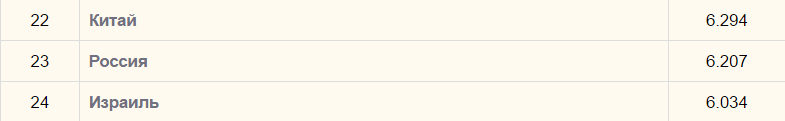 22 Китай 6.294
23 Россия 6.207
24 Израиль 6.034